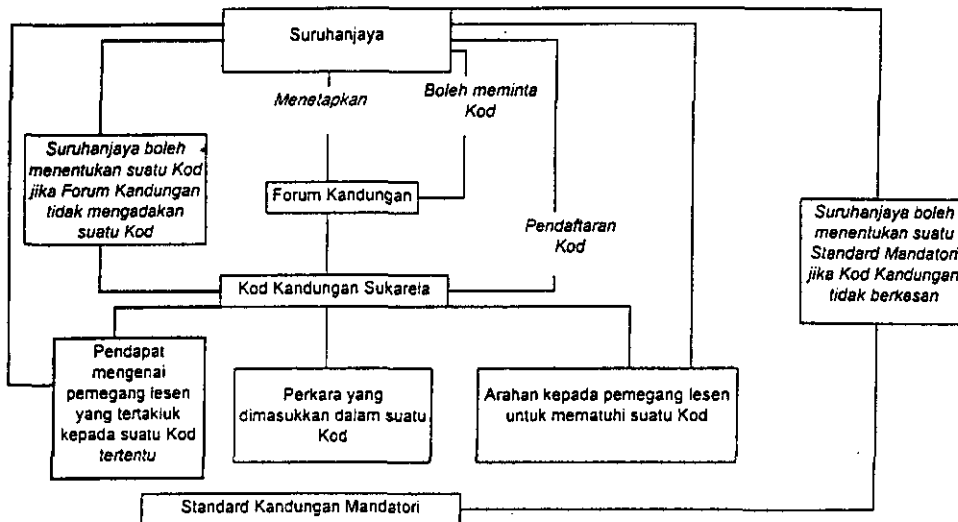 Suruhanjaya
Menetapkan
Boleh meminta
Kod
Suruhanjaya boleh
menentukan suatu Kod
jika Forum Kandungan
tidak mengadakan
suatu Kod
Forum Kandungan
Pendaftaran
Kod
Suruhanjaya boleh
menentukan suatu
Standard Mandatori
jika Kod Kandungan
tidak berkesan
Kod Kandungan Sukarela
Pendapat
mengenai
pemegang lesen
yang tertakluk
kepada suatu Kod
tertentu
Perkara yang
dimasukkan dalam suatu
Kod
Arahan kepada pemegang lesen
untuk mematuhi suatu Kod
Standard Kandungan Mandatori